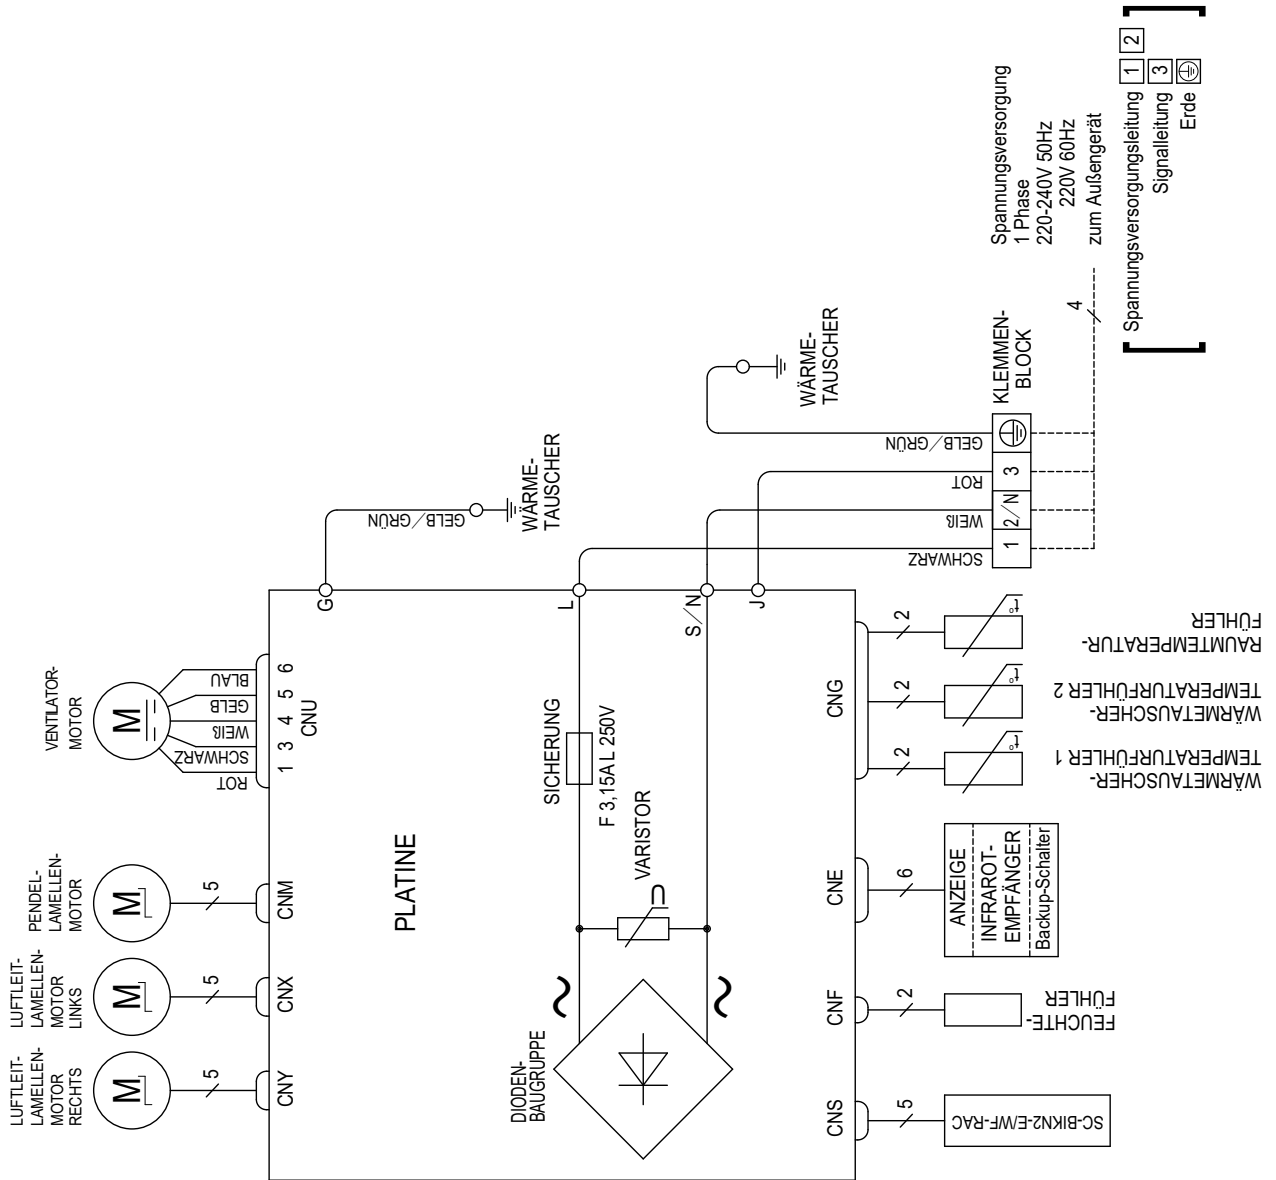 Spannungsversorgung
1 Phase
220-240V 50Hz
220V 60Hz
zum Außengerät
Spannungsversorgungsleitung 1 2
Signalleitung 3
Erde
4
KLEMMEN-
BLOCK
1 2/N 3
SCHWARZ
WEIß
ROT
GELB/GRÜN
WÄRME-
TAUSCHER
GELB/GRÜN
WÄRME-
TAUSCHER
G
L
S/N
J
VENTILATOR-
MOTOR
M
ROT
SCHWARZ
WEIß
GELB
BLAU
1 3 4 5 6
CNU
PENDEL-
LAMELLEN-
MOTOR
M
5
CNM
LUFTLEIT-
LAMELLEN-
MOTOR
LINKS
M
5
CNX
LUFTLEIT-
LAMELLEN-
MOTOR
RECHTS
M
5
CNY
PLATINE
SICHERUNG
F 3,15A L 250V
VARISTOR
U
~
~
DIODEN-
BAUGRUPPE
CNG
2
t°
RAUMTEMPERATUR-
FÜHLER
2
t°
WÄRMETAUSCHER-
TEMPERATURFÜHLER 2
2
t°
WÄRMETAUSCHER-
TEMPERATURFÜHLER 1
CNE
6
ANZEIGE
INFRAROT-
EMPFÄNGER
Backup-Schalter
CNF
2
FEUCHTE-
FÜHLER
CNS
5
SC-BIKN2-E/WF-RAC